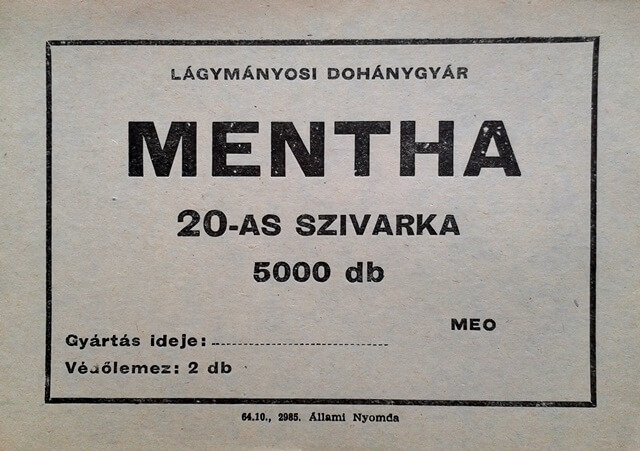 LÁGYMÁNYOSI DOHÁNYGYÁR
MENTHA
20-AS SZIVARKA
5000 db
MEO
Gyártás ideje:
Védőlemez: 2 db
64.10., 2985. Állami Nyomda